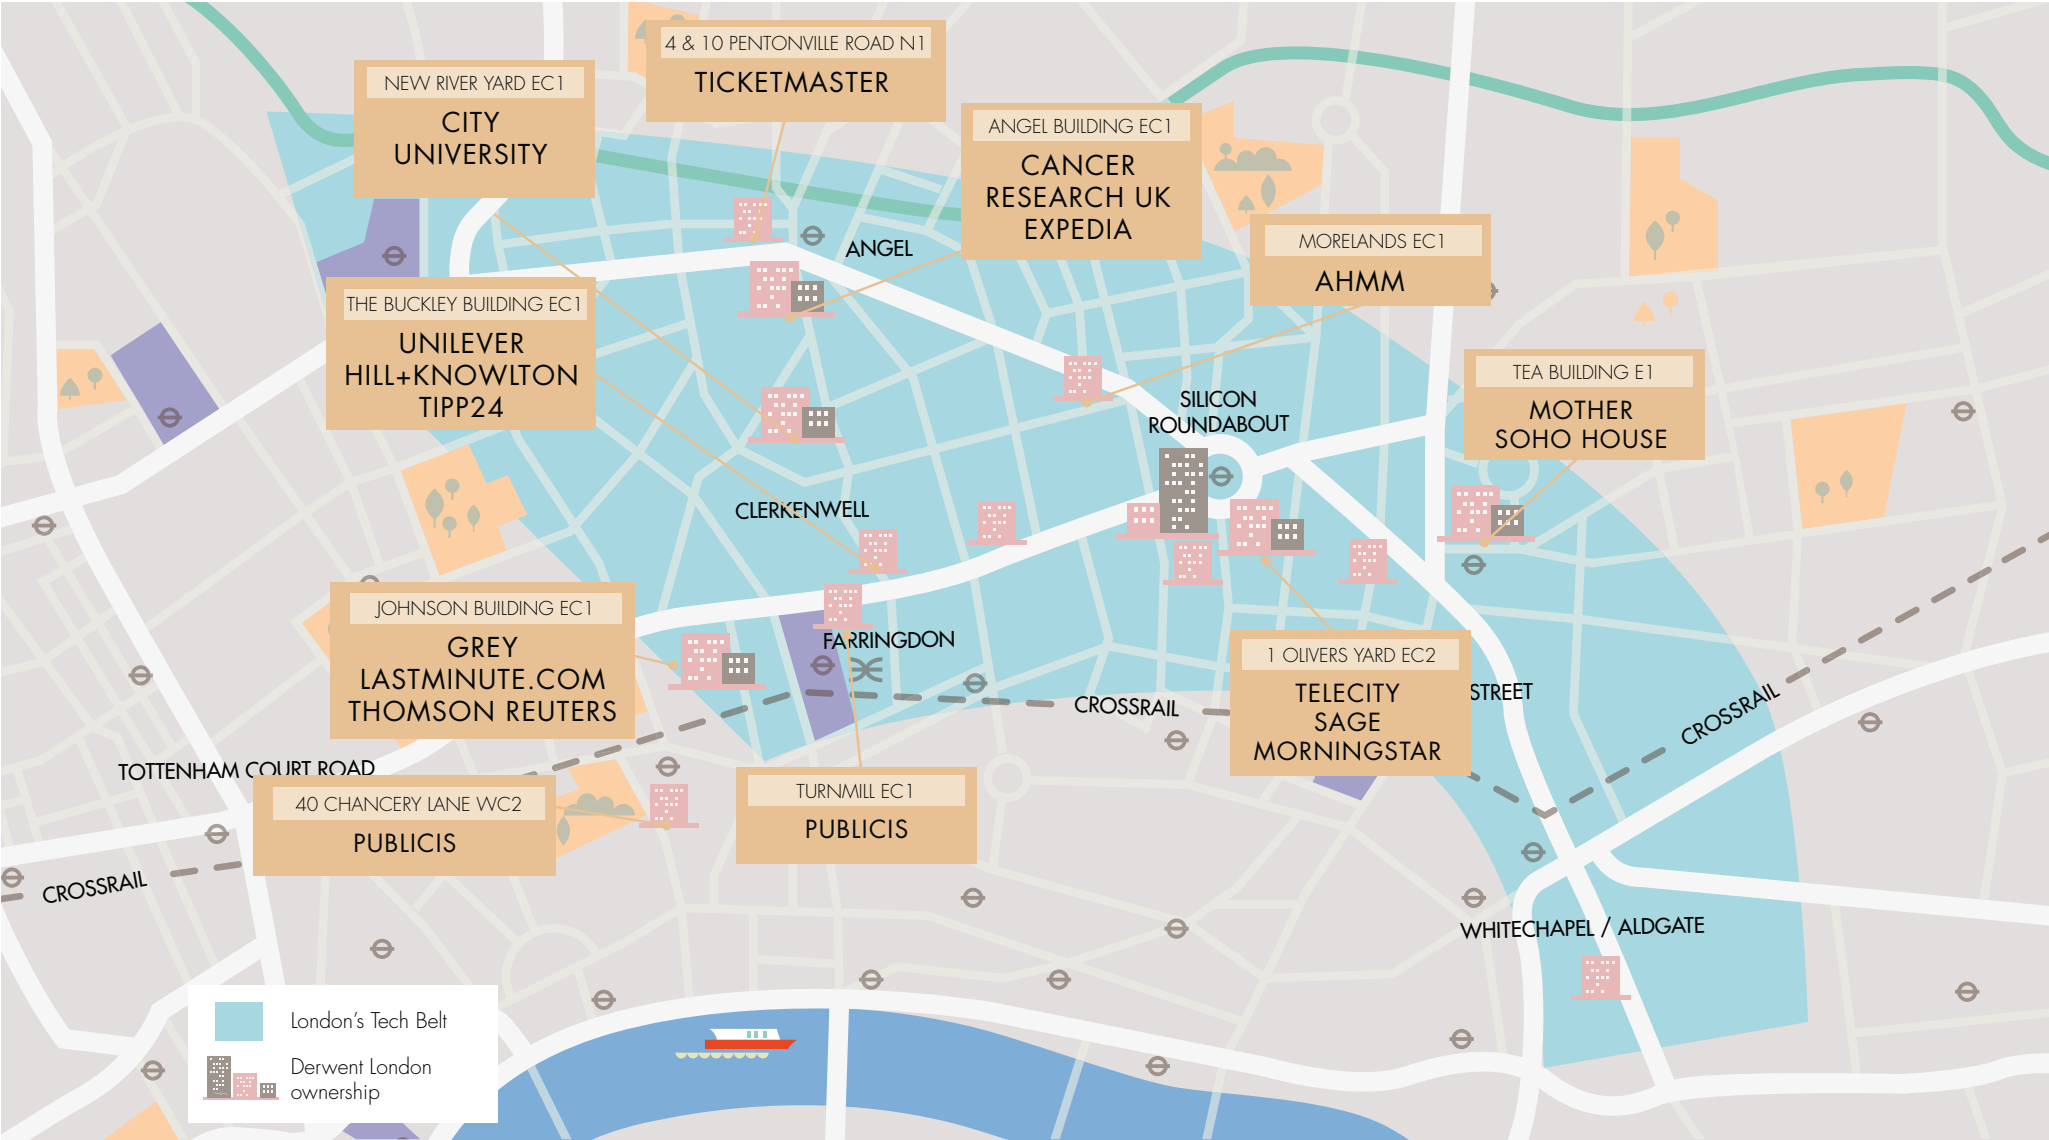 4 & 10 PENTONVILLE ROAD N1
TICKETMASTER
NEW RIVER YARD EC1
CITY
UNIVERSITY
ANGEL BUILDING EC1
CANCER
RESEARCH UK
EXPEDIA
ANGEL
MORELANDS EC1
AHMM
THE BUCKLEY BUILDING EC1
UNILEVER
HILL+KNOWLTON
TIPP24
SILICON
ROUNDABOUT
TEA BUILDING E1
MOTHER
SOHO HOUSE
CLERKENWELL
JOHNSON BUILDING EC1
GREY
LASTMINUTE.COM
THOMSON REUTERS
FARRINGDON
1 OLIVERS YARD EC2
TELECITY
SAGE
MORNINGSTAR
STREET
CROSSRAIL
CROSSRAIL
TOTTENHAM COURT ROAD
40 CHANCERY LANE WC2
PUBLICIS
TURNMILL EC1
PUBLICIS
CROSSRAIL
WHITECHAPEL / ALDGATE
London's Tech Belt
Derwent London
ownership